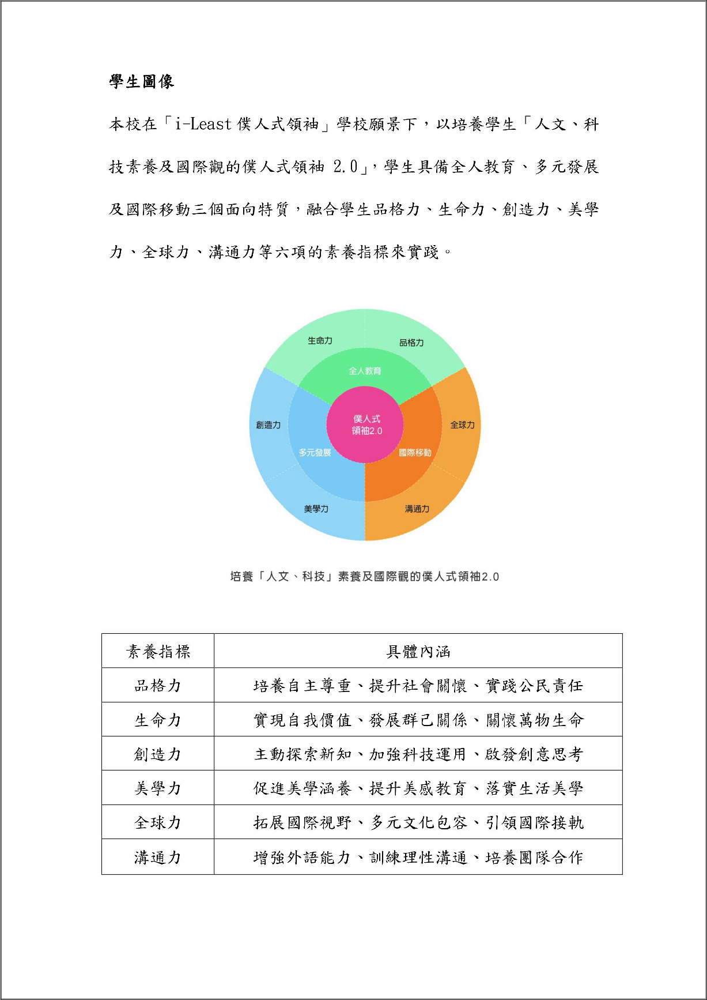 學生圖像
本校在「i-Least 僕人式領袖」學校願景下，以培養學生「人文、科
技素養及國際觀的僕人式領袖 2.0」，學生具備全人教育、多元發展
及國際移動三個面向特質，融合學生品格力、生命力、創造力、美學
力、全球力、溝通力等六項的素養指標來實踐。
生命力
品格力
全人教育
僕人式
領袖2.0
創造力
全球力
多元發展
國際移動
美學力
溝通力
培養「人文、科技」素養及國際觀的僕人式領袖2.0
素養指標 具體內涵
品格力 培養自主尊重、提升社會關懷、實踐公民責任
生命力 實現自我價值、發展群己關係、關懷萬物生命
創造力 主動探索新知、加強科技運用、啟發創意思考
美學力 促進美學涵養、提升美感教育、落實生活美學
全球力 拓展國際視野、多元文化包容、引領國際接軌
溝通力 增強外語能力、訓練理性溝通、培養團隊合作